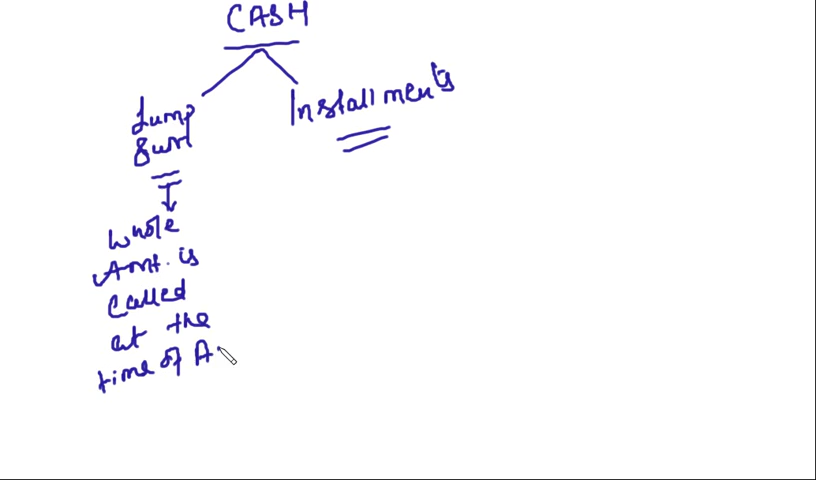 CASH
Lump
Sum
Installments
Whole
Amt. is
Called
at the
time of A